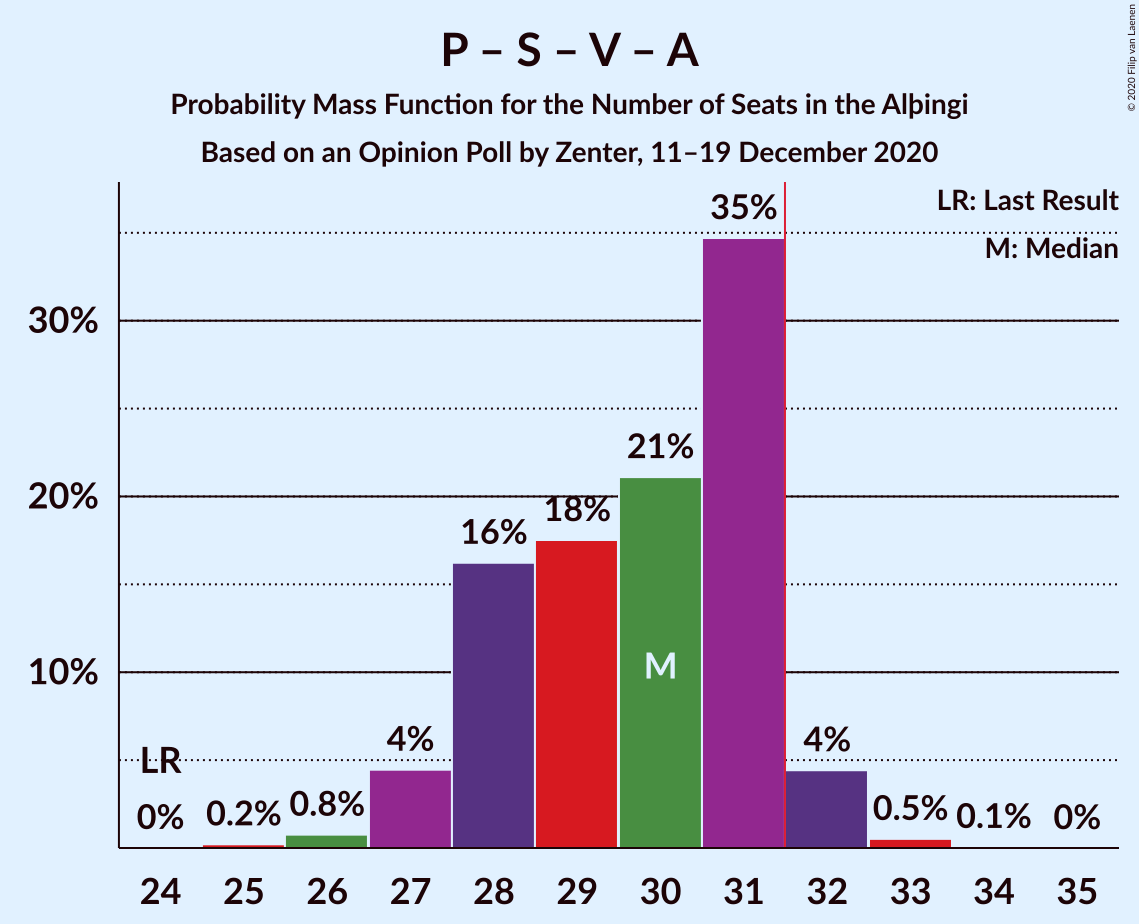 P – S – V – A
Probability Mass Function for the Number of Seats in the Alþingi
Based on an Opinion Poll by Zenter, 11–19 December 2020
© 2020 Filip van Laenen
LR: Last Result
M: Median
30%
20%
10%
LR
0%
0.2%
0.8%
4%
16%
18%
21%
M
35%
4%
0.5%
0.1%
0%
24 25 26 27 28 29 30 31 32 33 34 35